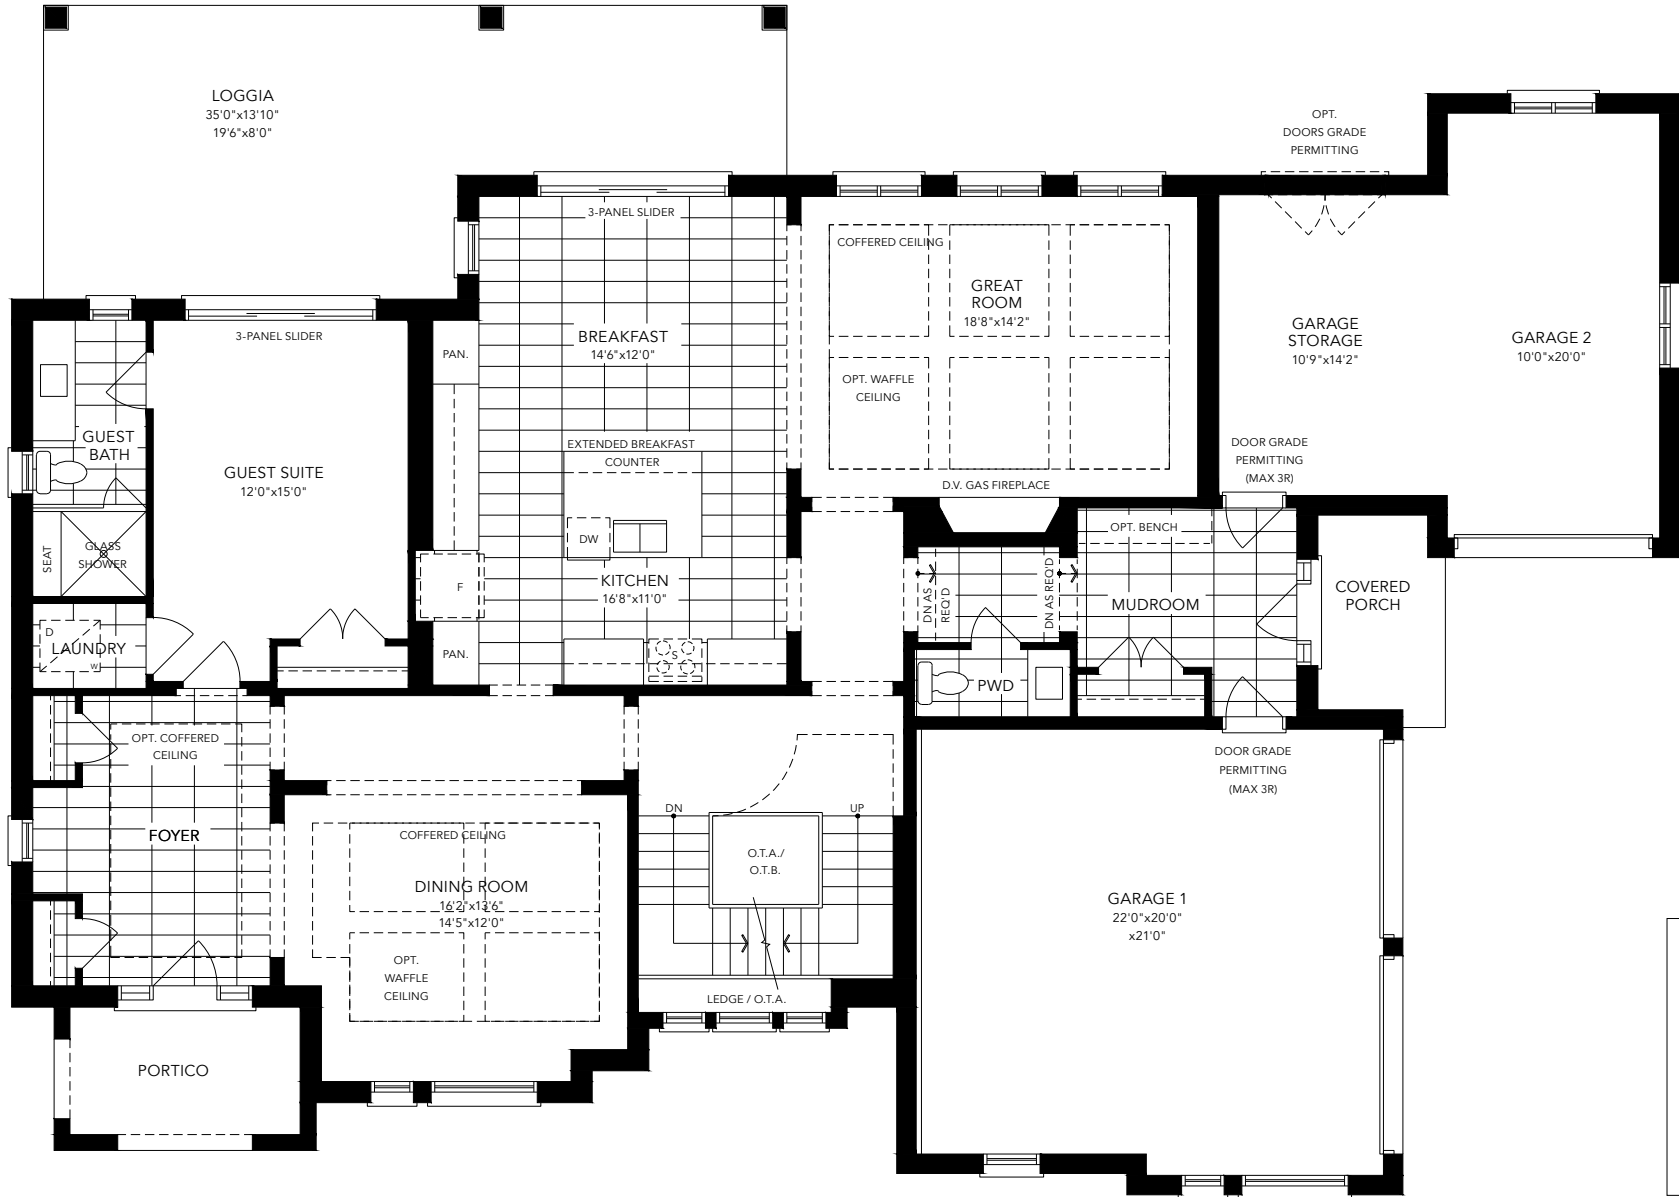 LOGGIA
35'0"x13'10"
19'6"x8'0"
OPT.
DOORS GRADE
PERMITTING
3-PANEL SLIDER
COFFERED CEILING
GREAT
ROOM
18'8"x14'2"
OPT. WAFFLE
CEILING
D.V. GAS FIREPLACE
GARAGE
STORAGE
10'9"x14'2"
GARAGE 2
10'0"x20'0"
3-PANEL SLIDER
BREAKFAST
14'6"x12'0"
PAN.
GUEST
BATH
GUEST SUITE
12'0"x15'0"
EXTENDED BREAKFAST
COUNTER
DOOR GRADE
PERMITTING
(MAX 3R)
OPT. BENCH
DW
SEAT
GLASS
SHOWER
F
KITCHEN
16'8"x11'0"
DN AS
REQ'D
DN AS REQ'D
MUDROOM
COVERED
PORCH
D
LAUNDRY
W
PAN.
S
PWD
OPT. COFFERED
CEILING
DOOR GRADE
PERMITTING
(MAX 3R)
DN
UP
FOYER
COFFERED CEILING
O.T.A./
O.T.B.
DINING ROOM
16'2"x13'6"
14'5"x12'0"
GARAGE 1
22'0"x20'0"
x21'0"
OPT.
WAFFLE
CEILING
LEDGE / O.T.A.
PORTICO